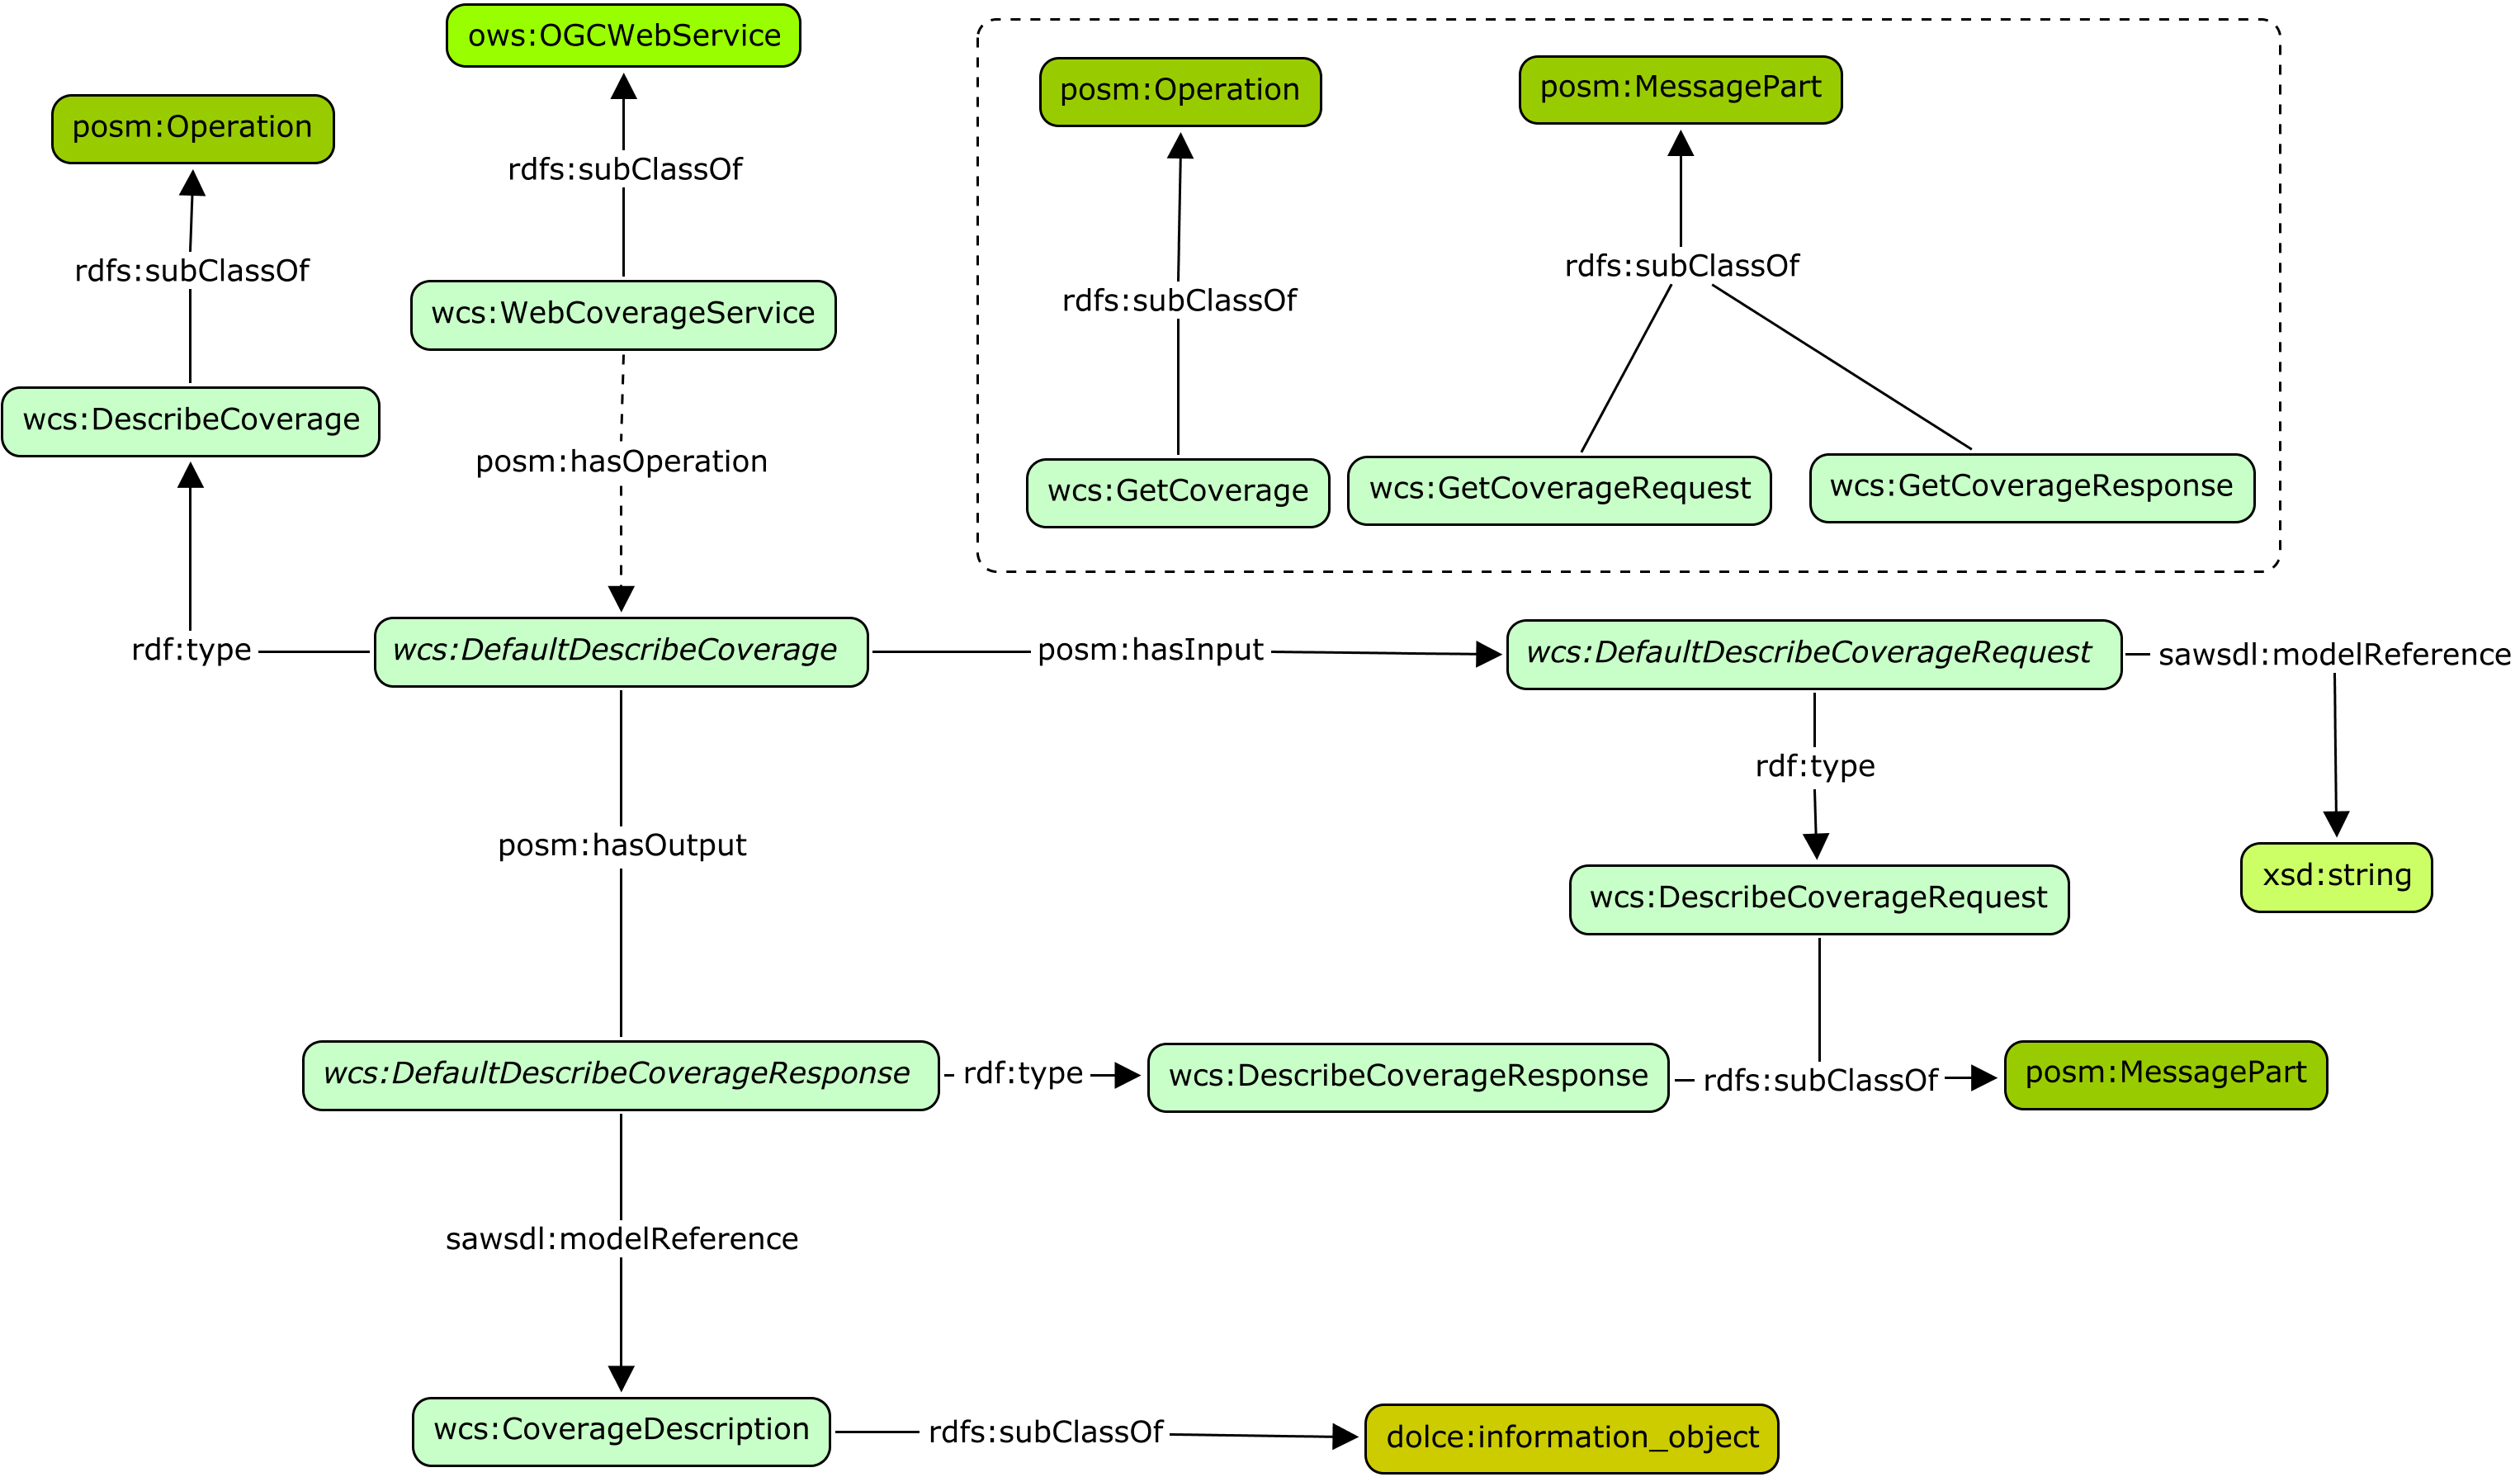 ows:OGCWebService
posm:Operation
rdfs:subClassOf
rdfs:subClassOf
wcs:WebCoverageService
wcs:DescribeCoverage
posm:hasOperation
posm:Operation
posm:MessagePart
rdfs:subClassOf
rdfs:subClassOf
wcs:GetCoverage
wcs:GetCoverageRequest
wcs:GetCoverageResponse
rdf:type
wcs:DefaultDescribeCoverage
posm:hasInput
wcs:DefaultDescribeCoverageRequest
sawsdl:modelReference
rdf:type
posm:hasOutput
xsd:string
wcs:DescribeCoverageRequest
wcs:DefaultDescribeCoverageResponse
rdf:type
wcs:DescribeCoverageResponse
rdfs:subClassOf
posm:MessagePart
sawsdl:modelReference
wcs:CoverageDescription
rdfs:subClassOf
dolce:information_object